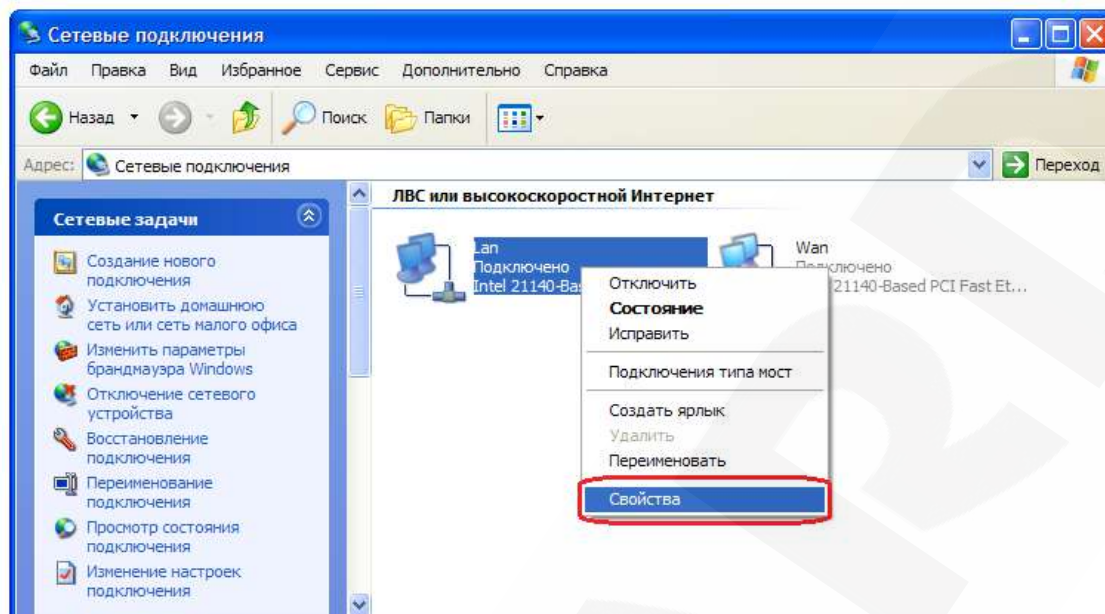 Сетевые подключения
Файл Правка Вид Избранное Сервис Дополнительно Справка
Назад Поиск Папки
Адрес: Сетевые подключения Переход
Сетевые задачи
Создание нового
подключения
Установить домашнюю
сеть или сеть малого офиса
Изменить параметры
брандмауэра Windows
Отключение сетевого
устройства
Восстановление
подключения
Переименование
подключения
Просмотр состояния
подключения
Изменение настроек
подключения
ЛВС или высокоскоростной Интернет
Lan
Подключено
Intel 21140-Bas
Wan
Подключено
21140-Based PCI Fast Et...
Отключить
Состояние
Исправить
Подключения типа мост
Создать ярлык
Удалить
Переименовать
Свойства